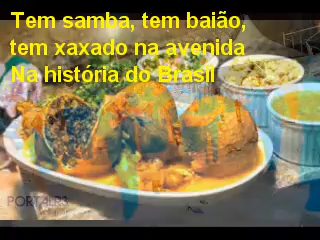 Tem samba, tem baião,
tem xaxado na avenida
Na história do Brasil